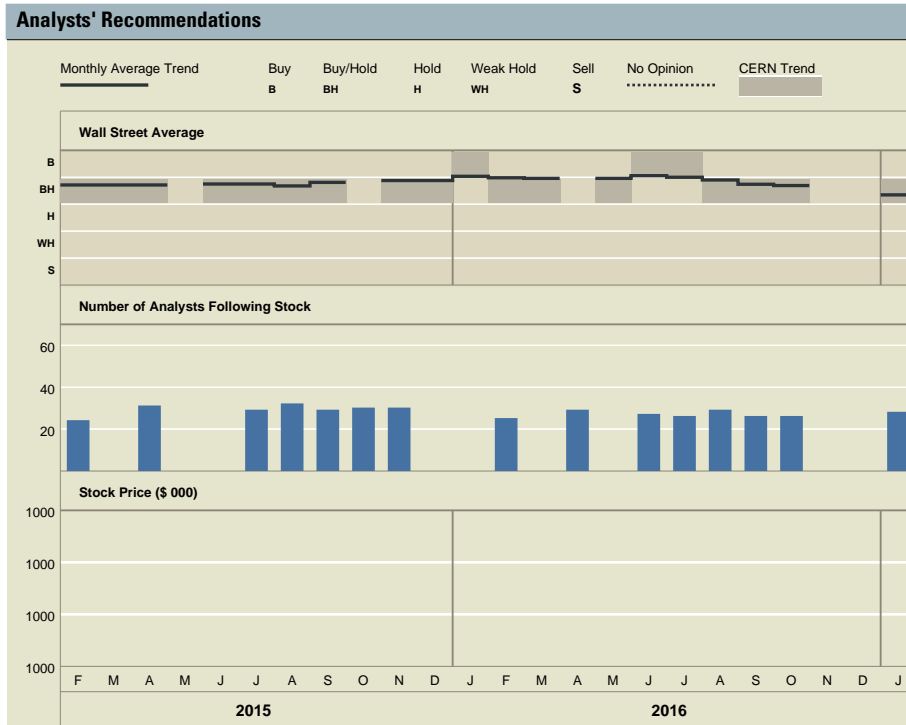 Analysts' Recommendations
Monthly Average Trend Buy Buy/Hold Hold Weak Hold Sell No Opinion CERN Trend
B BH H WH S
Wall Street Average
B
BH
H
WH
S
Number of Analysts Following Stock
60
40
20
Stock Price ($ 000)
1000
1000
1000
1000
F M A M J J A S O N D J F M A M J J A S O N D J
2015 2016